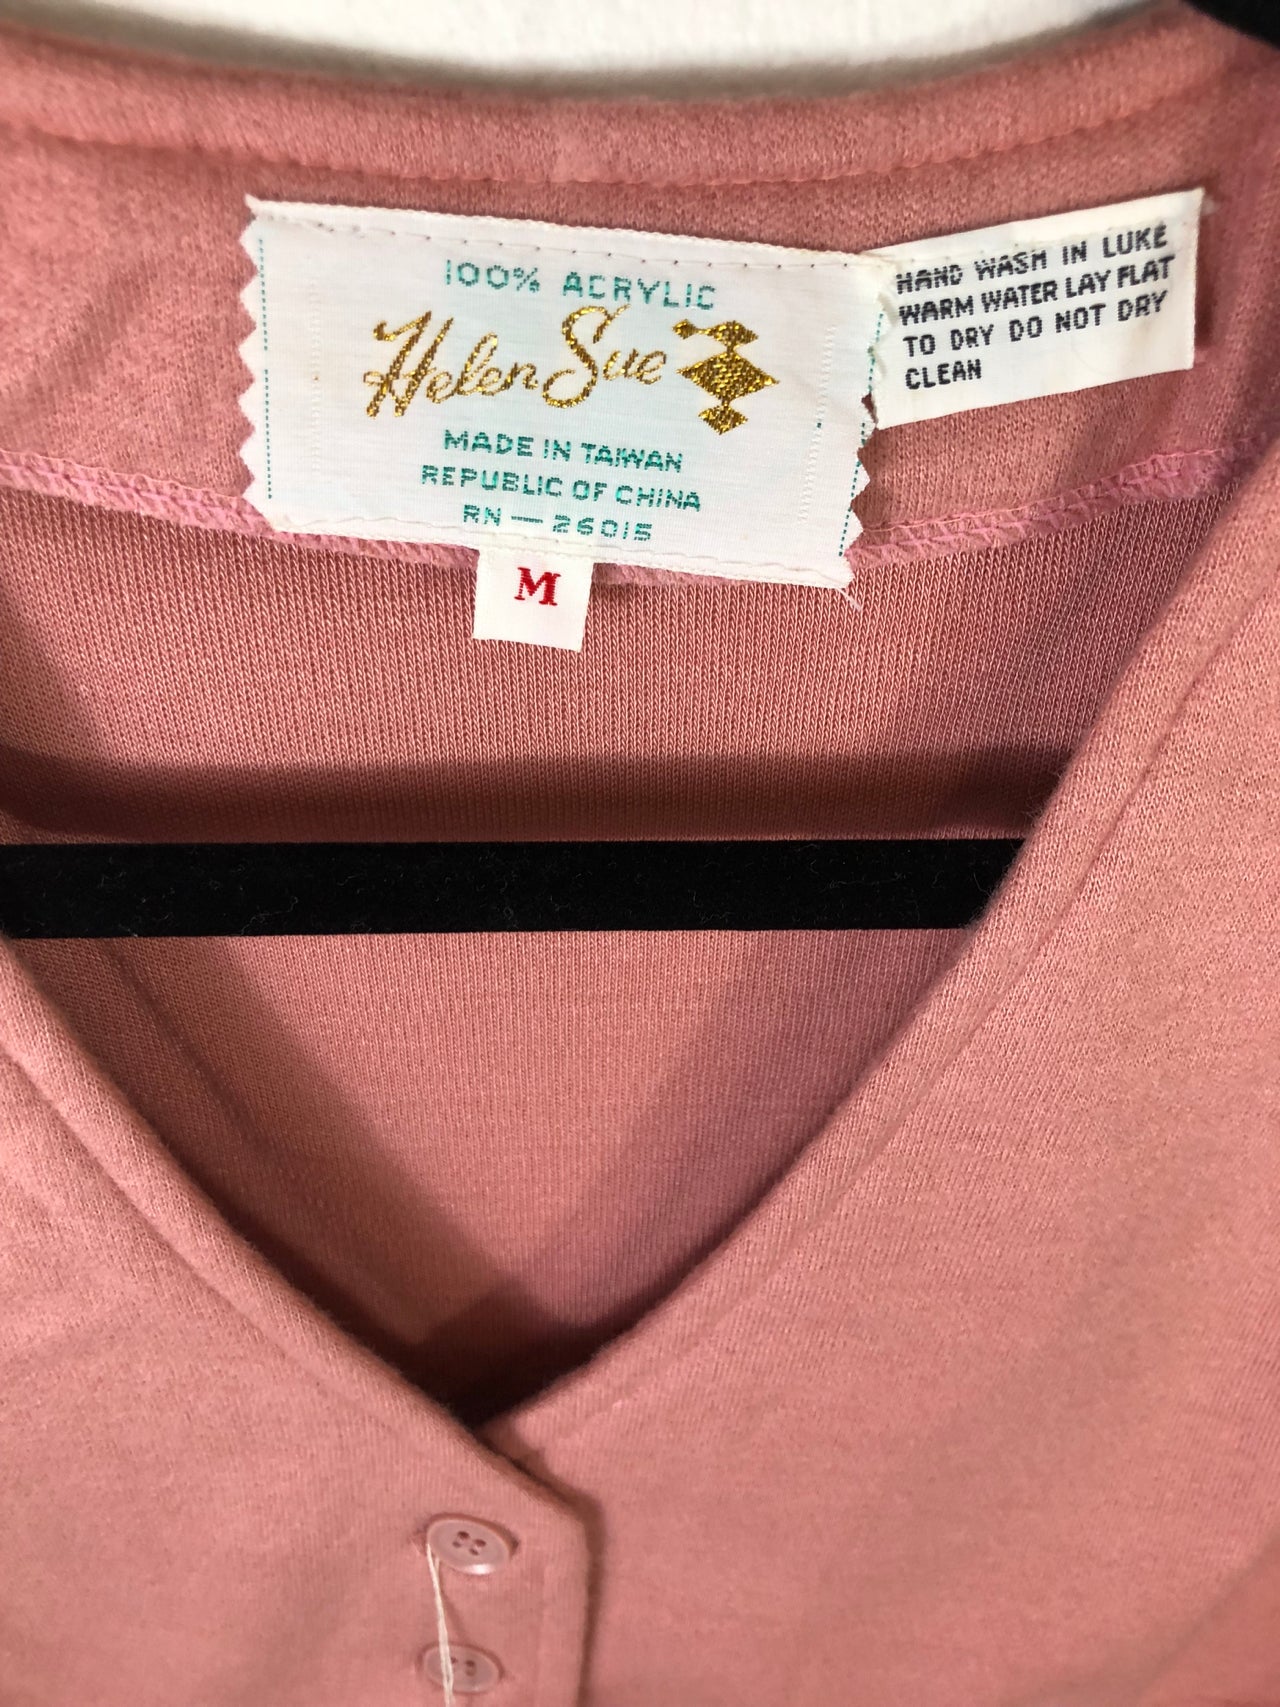 100% ACRYLIC
Helen Sue
MADE IN TAIWAN
REPUBLIC OF CHINA
RN — 26015
M
HAND WASH IN LUKE
WARM WATER LAY FLAT
TO DRY DO NOT DRY
CLEAN